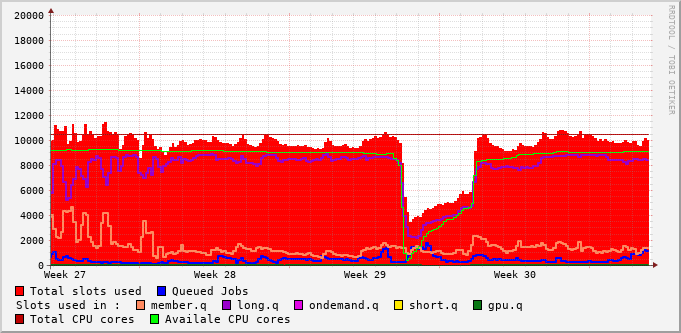 20000
18000
16000
14000
12000
10000
8000
6000
4000
2000
0
Week 27 Week 28 Week 29 Week 30
Total slots used Queued Jobs
Slots used in : member.q long.q ondemand.q short.q gpu.q
Total CPU cores Availale CPU cores
RRDTOOL / TOBI OETIKER